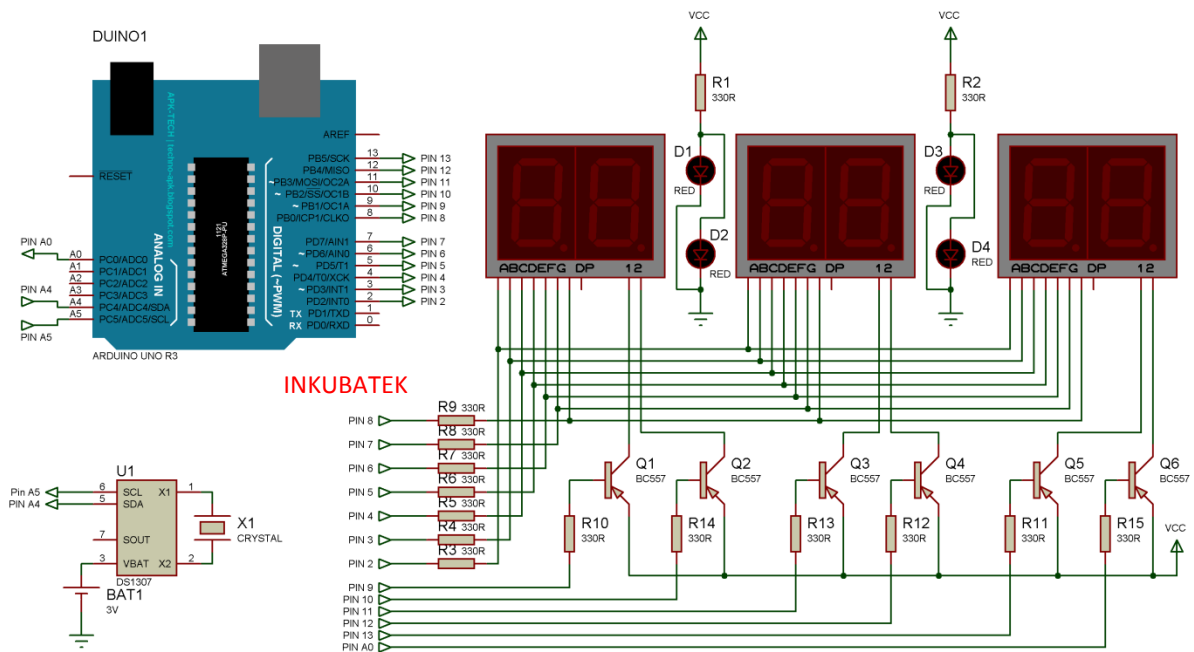 DUINO1
APK-TECH | techno-apk.blogspot.com
RESET
AREF
PB5/SCK 13 PIN 13
PB4/MISO 12 PIN 12
~PB3/MOSI/OC2A 11 PIN 11
~ PB2/SS/OC1B 10 PIN 10
~ PB1/OC1A 9 PIN 9
PB0/ICP1/CLKO 8 PIN 8
PD7/AIN1 7 PIN 7
~ PD6/AIN0 6 PIN 6
~ PD5/T1 5 PIN 5
PD4/T0/XCK 4 PIN 4
~ PD3/INT1 3 PIN 3
PD2/INT0 2 PIN 2
TX PD1/TXD 1
RX PD0/RXD 0
DIGITAL (~PWM)
1121
ATMEGA328P-PU
ANALOG IN
PIN A0
A0 PC0/ADC0
A1 PC1/ADC1
A2 PC2/ADC2
A3 PC3/ADC3
PIN A4
A4 PC4/ADC4/SDA
A5 PC5/ADC5/SCL
PIN A5
ARDUINO UNO R3
VCC
R1
330R
D1
RED
D2
RED
VCC
R2
330R
D3
RED
D4
RED
ABCDEFG DP 12
ABCDEFG DP 12
ABCDEFG DP 12
INKUBATEK
PIN 8 R9 330R
PIN 7 R8 330R
PIN 6 R7 330R
PIN 5 R6 330R
PIN 4 R5 330R
PIN 3 R4 330R
PIN 2 R3 330R
PIN 9
PIN 10
PIN 11
PIN 12
PIN 13
PIN A0
Q1
BC557
Q2
BC557
Q3
BC557
Q4
BC557
Q5
BC557
Q6
BC557
R10
330R
R14
330R
R13
330R
R12
330R
R11
330R
R15
330R
VCC
U1
Pin A5 6 SCL X1 1
PIN A4 5 SDA
7 SOUT
3 VBAT X2 2
DS1307
X1
CRYSTAL
BAT1
3V